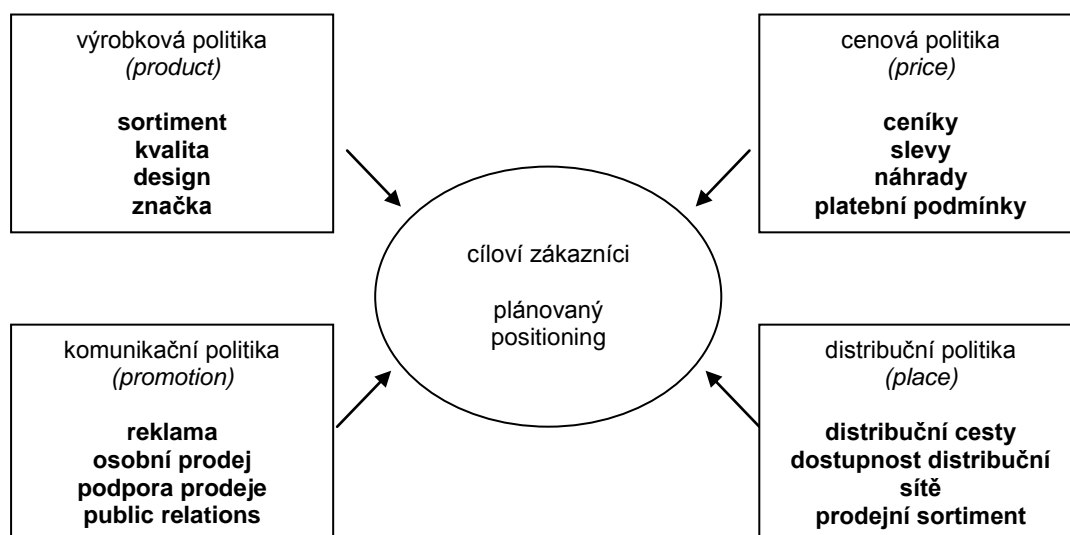 výrobková politika
(product)
sortiment
kvalita
design
značka
cenová politika
(price)
ceníky
slevy
náhrady
platební podmínky
cíloví zákazníci
plánovaný
positioning
komunikační politika
(promotion)
reklama
osobní prodej
podpora prodeje
public relations
distribuční politika
(place)
distribuční cesty
dostupnost distribuční
sítě
prodejní sortiment